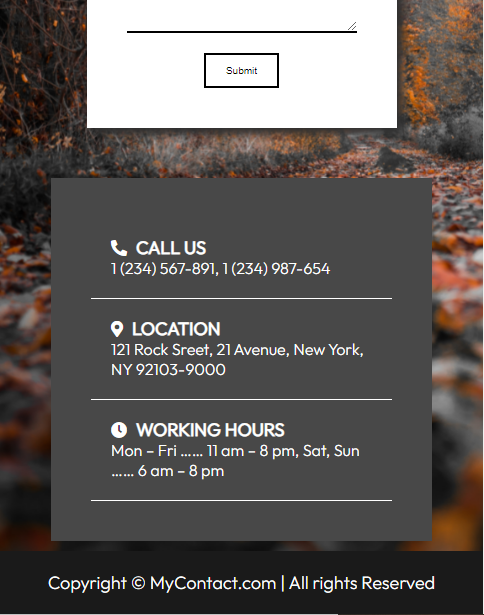 Submit
CALL US
1 (234) 567-891, 1 (234) 987-654
LOCATION
121 Rock Sreet, 21 Avenue, New York,
NY 92103-9000
WORKING HOURS
Mon – Fri ...... 11 am – 8 pm, Sat, Sun
...... 6 am – 8 pm
Copyright © MyContact.com | All rights Reserved